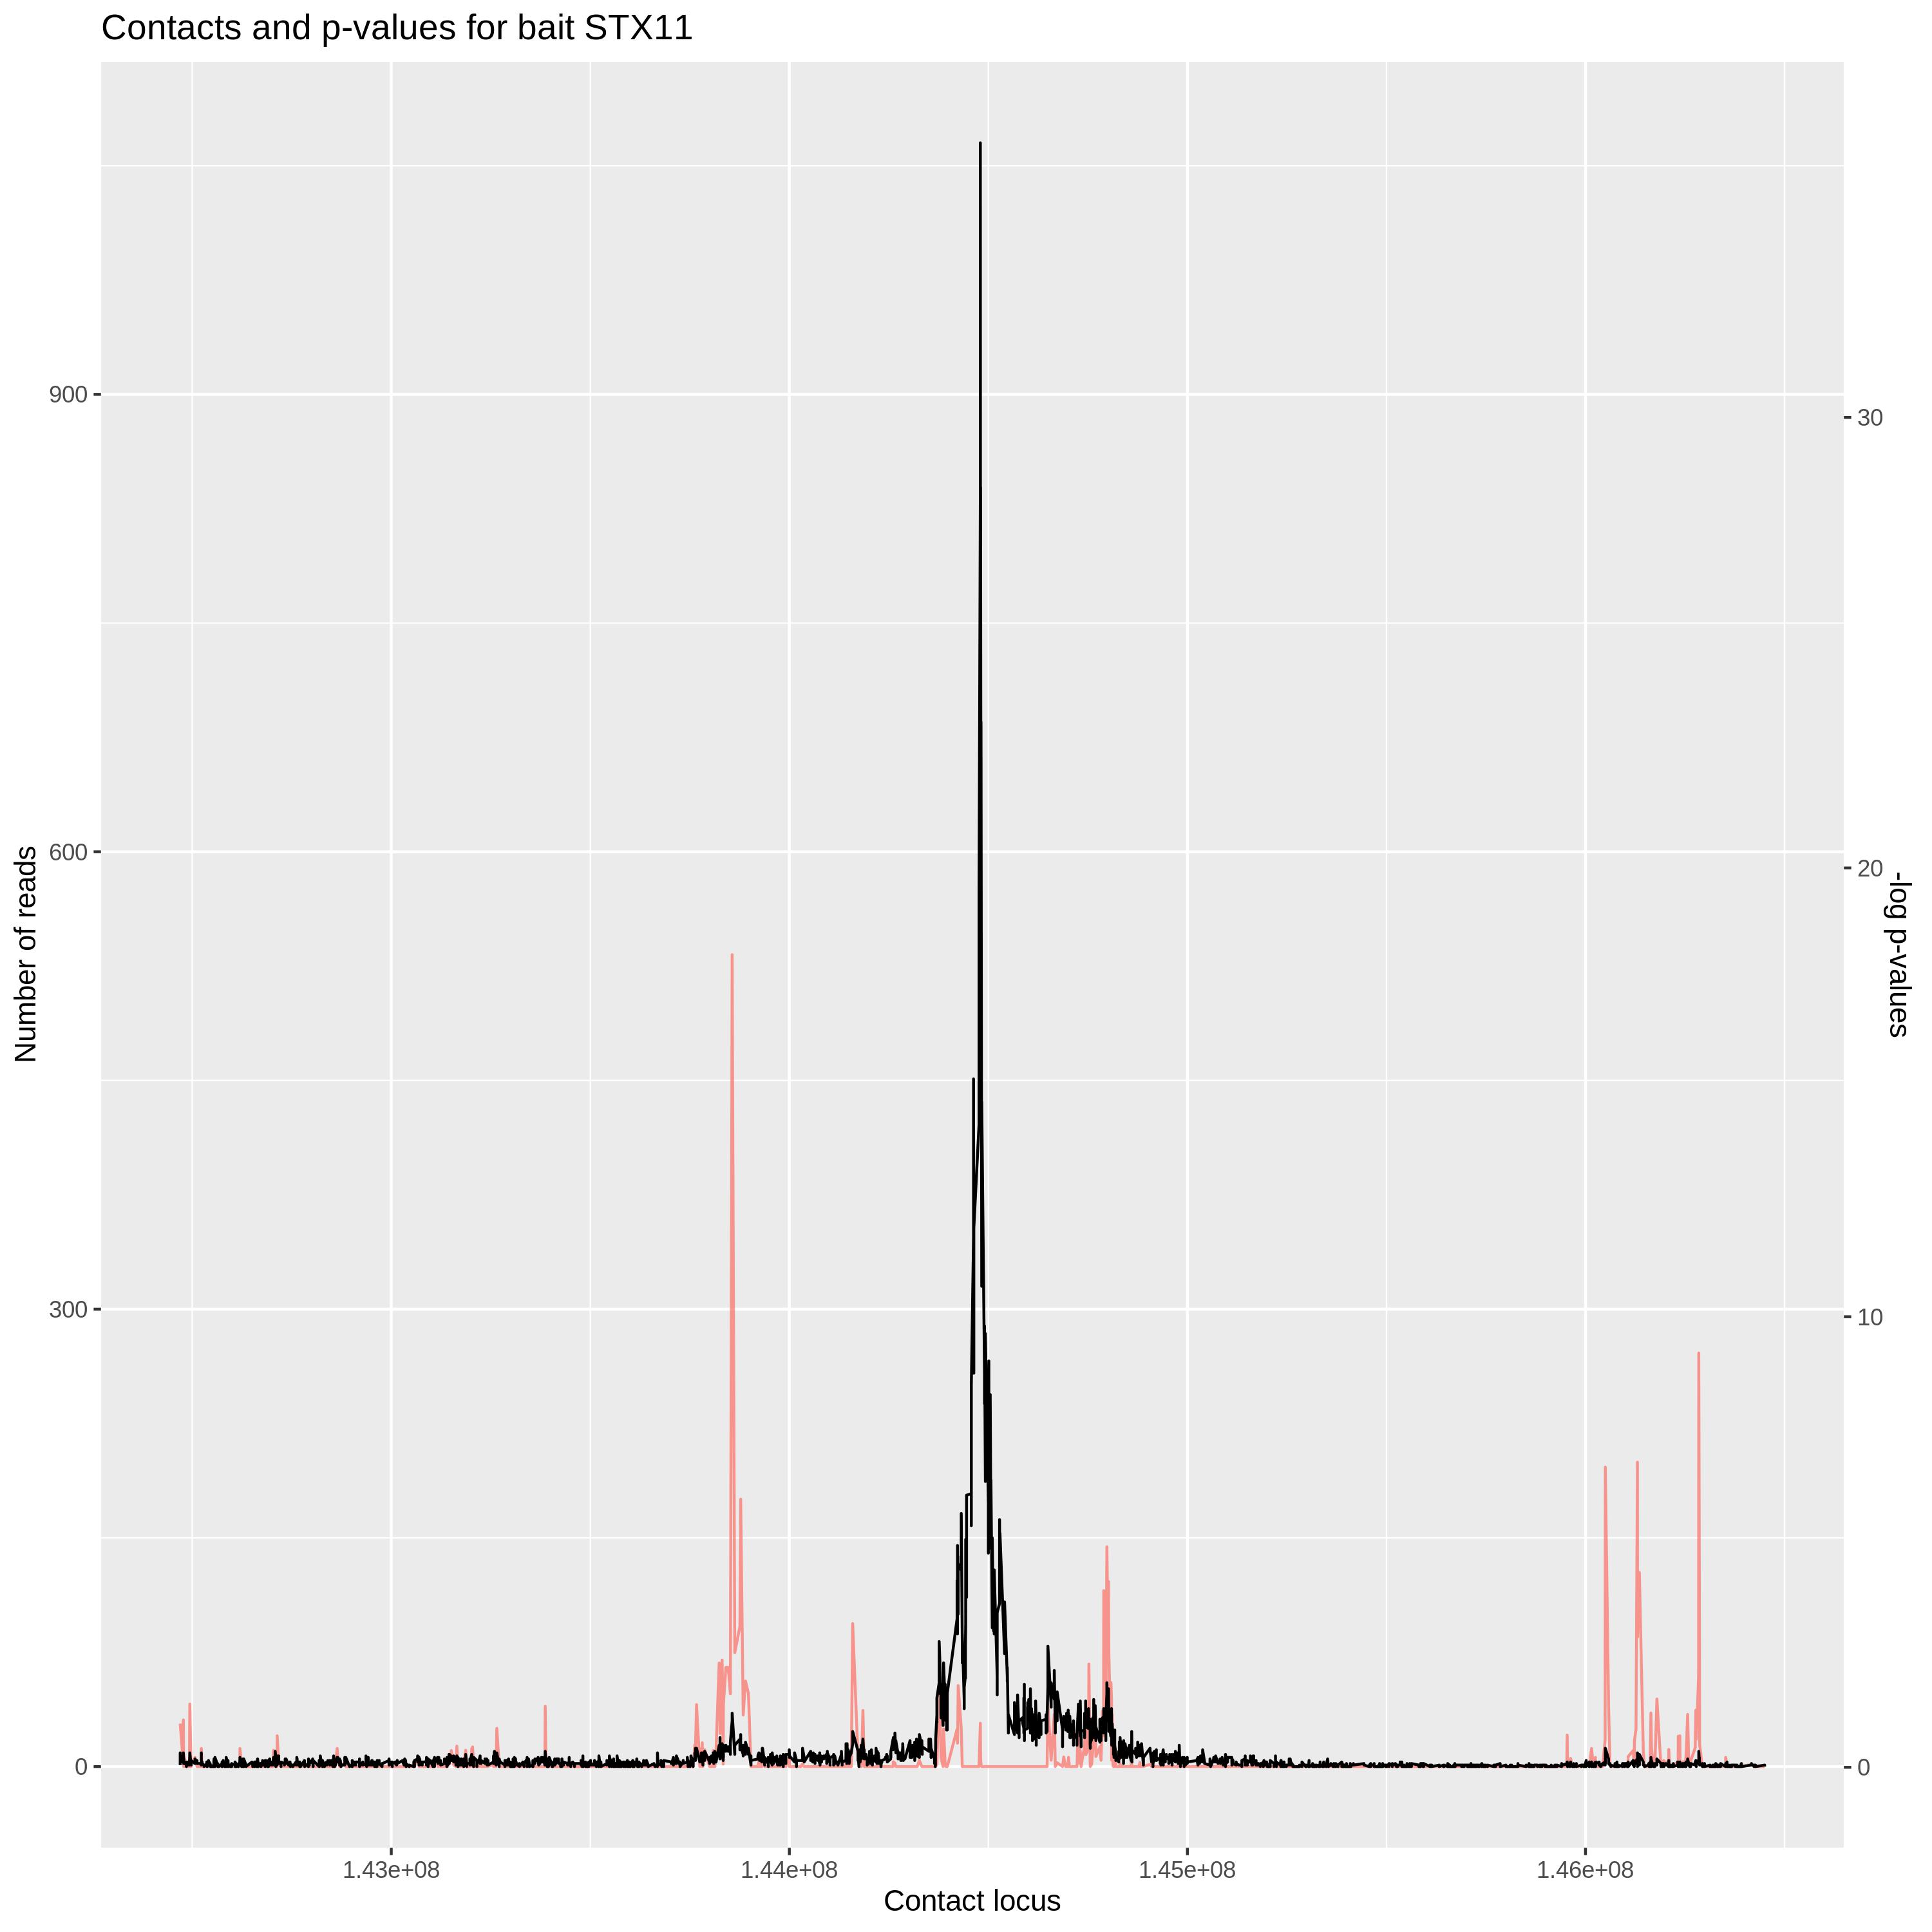 Contacts and p-values for bait STX11
900
600
300
0
30
20
10
0
Number of reads
-log p-values
1.43e+08
1.44e+08
1.45e+08
1.46e+08
Contact locus